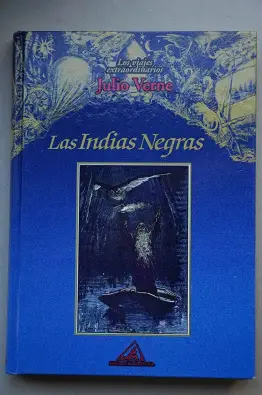 Los viajes
extraordinarios
Julio Verne
Las Indias Negras